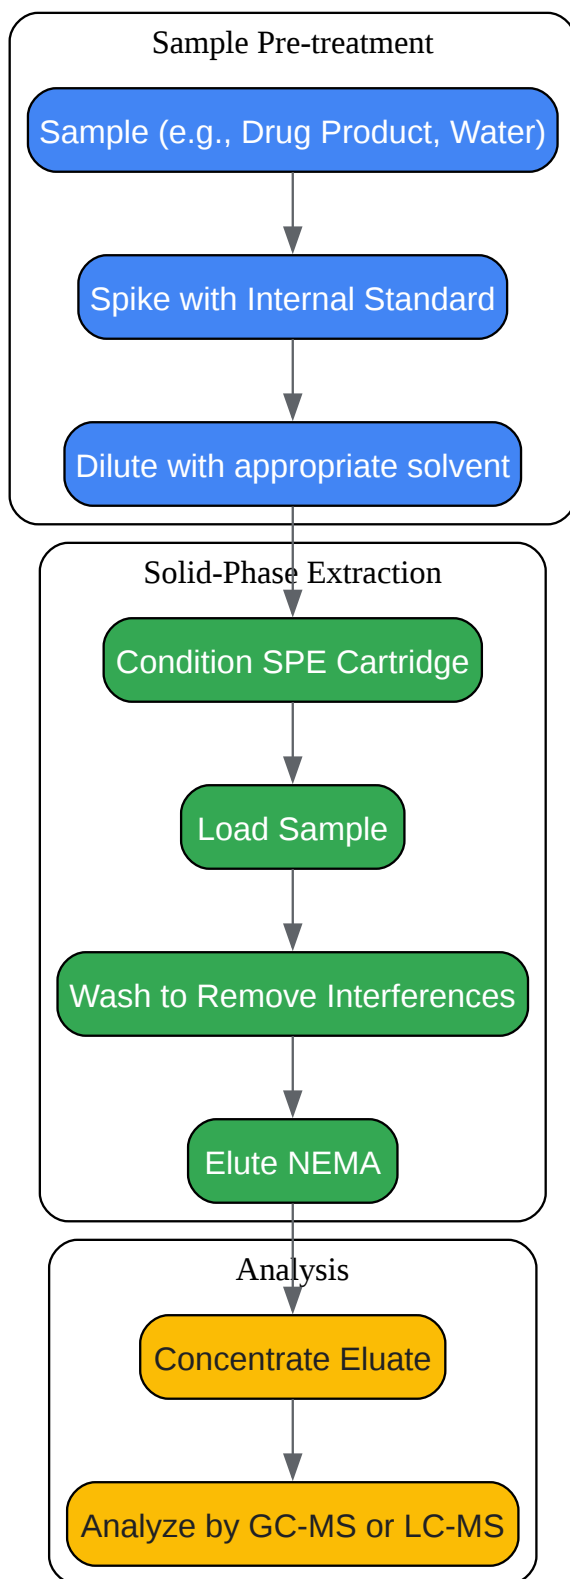 Sample Pre-treatment
Sample (e.g., Drug Product, Water)
Spike with Internal Standard
Dilute with appropriate solvent
Solid-Phase Extraction
Condition SPE Cartridge
Load Sample
Wash to Remove Interferences
Elute NEMA
Analysis
Concentrate Eluate
Analyze by GC-MS or LC-MS